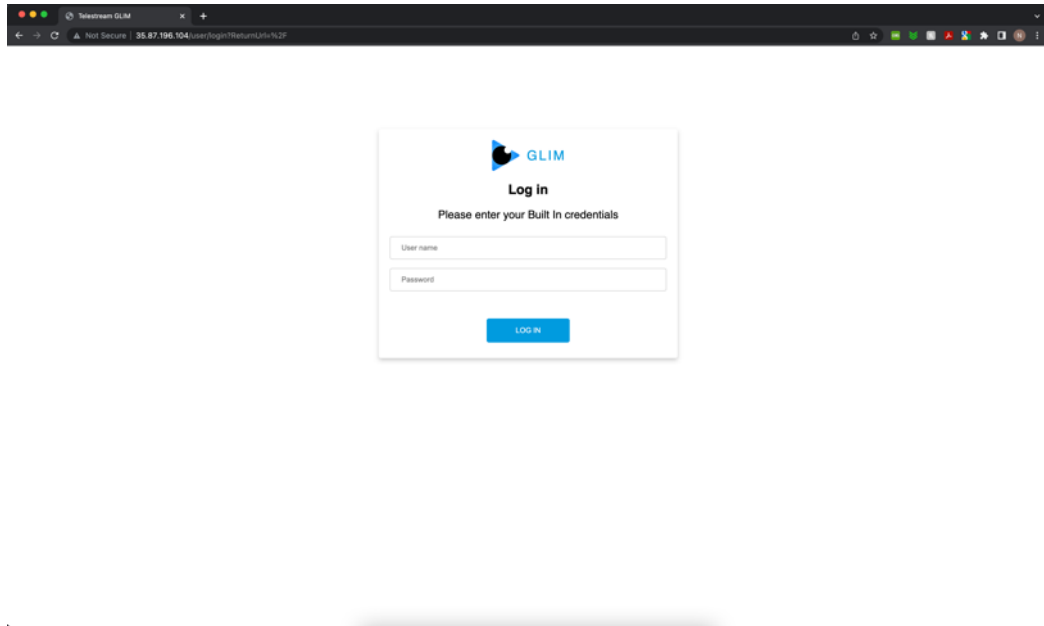 Telestream GLIM
Not Secure | 35.87.196.104/user/login?ReturnUrl=%2F
GLIM
Log in
Please enter your Built In credentials
User name
Password
LOG IN